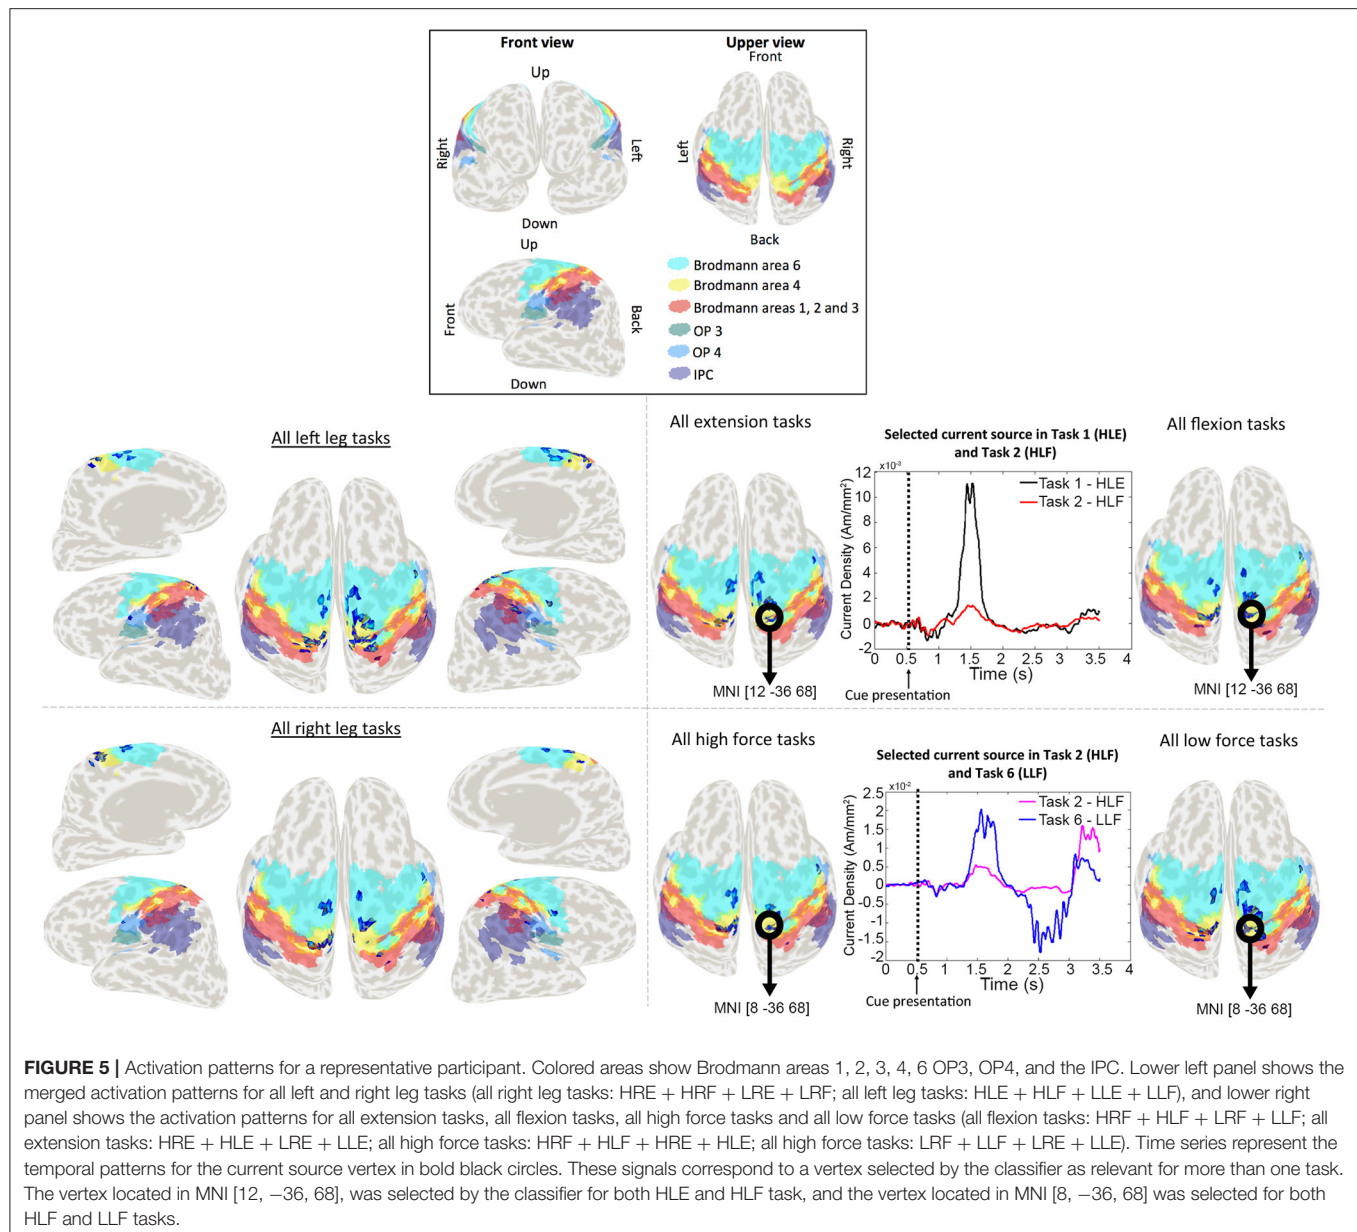 Front view
Up
Right
Left
Down
Upper view
Front
Left
Right
Back
Up
Front
Back
Down
Brodmann area 6
Brodmann area 4
Brodmann areas 1, 2 and 3
OP 3
OP 4
IPC
All left leg tasks
All right leg tasks
All extension tasks
MNI [12 -36 68]
Selected current source in Task 1 (HLE)
and Task 2 (HLF)
x10⁻³
12
10
8
6
4
2
0
-2
Current Density (Am/mm²)
Task 1 - HLE
Task 2 - HLF
0 0.5 1 1.5 2 2.5 3 3.5 4
Time (s)
Cue presentation
All flexion tasks
MNI [12 -36 68]
All high force tasks
MNI [8 -36 68]
Selected current source in Task 2 (HLF)
and Task 6 (LLF)
x10⁻²
2.5
2
1.5
1
0.5
0
-0.5
-1
-1.5
-2
Current Density (Am/mm²)
Task 2 - HLF
Task 6 - LLF
0 0.5 1 1.5 2 2.5 3 3.5 4
Time (s)
Cue presentation
All low force tasks
MNI [8 -36 68]
FIGURE 5 | Activation patterns for a representative participant. Colored areas show Brodmann areas 1, 2, 3, 4, 6 OP3, OP4, and the IPC. Lower left panel shows the
merged activation patterns for all left and right leg tasks (all right leg tasks: HRE + HRF + LRE + LRF; all left leg tasks: HLE + HLF + LLE + LLF), and lower right
panel shows the activation patterns for all extension tasks, all flexion tasks, all high force tasks and all low force tasks (all flexion tasks: HRF + HLF + LRF + LLF; all
extension tasks: HRE + HLE + LRE + LLE; all high force tasks: HRF + HLF + HRE + HLE; all high force tasks: LRF + LLF + LRE + LLE). Time series represent the
temporal patterns for the current source vertex in bold black circles. These signals correspond to a vertex selected by the classifier as relevant for more than one task.
The vertex located in MNI [12, −36, 68], was selected by the classifier for both HLE and HLF task, and the vertex located in MNI [8, −36, 68] was selected for both
HLF and LLF tasks.